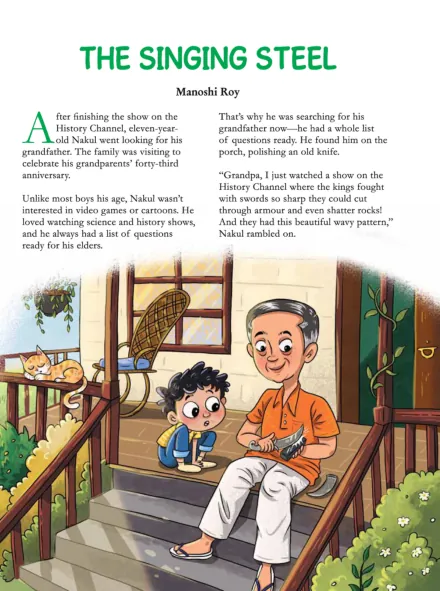 THE SINGING STEEL
Manoshi Roy
After finishing the show on the
History Channel, eleven-year-
old Nakul went looking for his
grandfather. The family was visiting to
celebrate his grandparents’ forty-third
anniversary.
Unlike most boys his age, Nakul wasn’t
interested in video games or cartoons. He
loved watching science and history shows,
and he always had a list of questions
ready for his elders.
That’s why he was searching for his
grandfather now—he had a whole list
of questions ready. He found him on the
porch, polishing an old knife.
“Grandpa, I just watched a show on the
History Channel where the kings fought
with swords so sharp they could cut
through armour and even shatter rocks!
And they had this beautiful wavy pattern,”
Nakul rambled on.